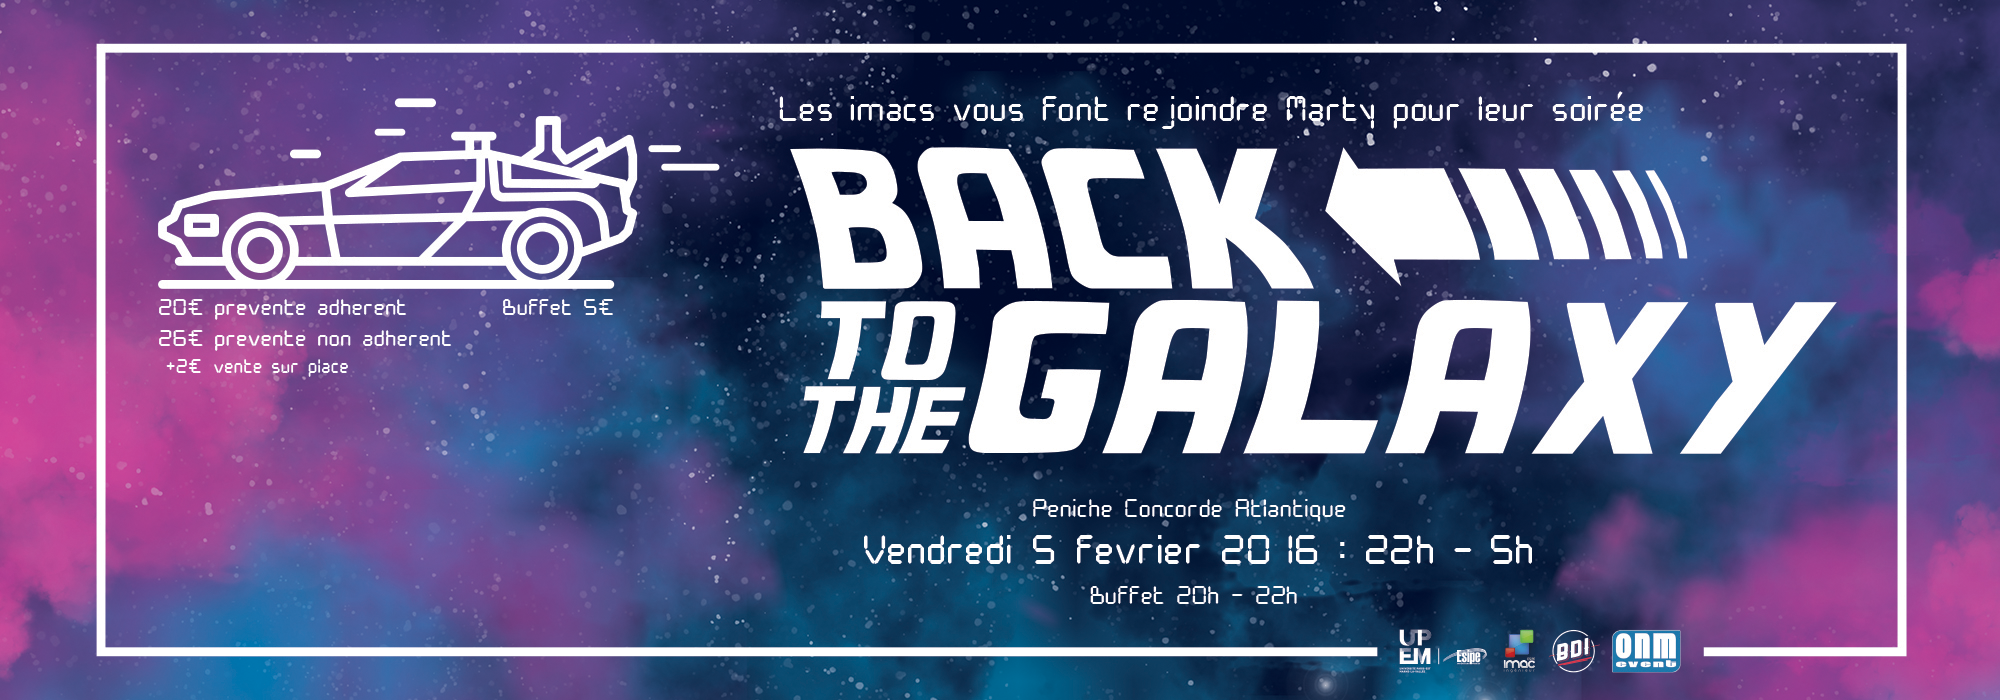 Les imacs vous font rejoindre Marty pour leur soirée
BACK
TO
THE
GALAXY
20€ prevente adherent
Buffet 5€
26€ prevente non adherent
+2€ vente sur place
Peniche Concorde Atlantique
Vendredi 5 fevrier 2016 : 22h - 5h
Buffet 20h - 22h
UP
EM
Esipe
imac
BDI
onm
event